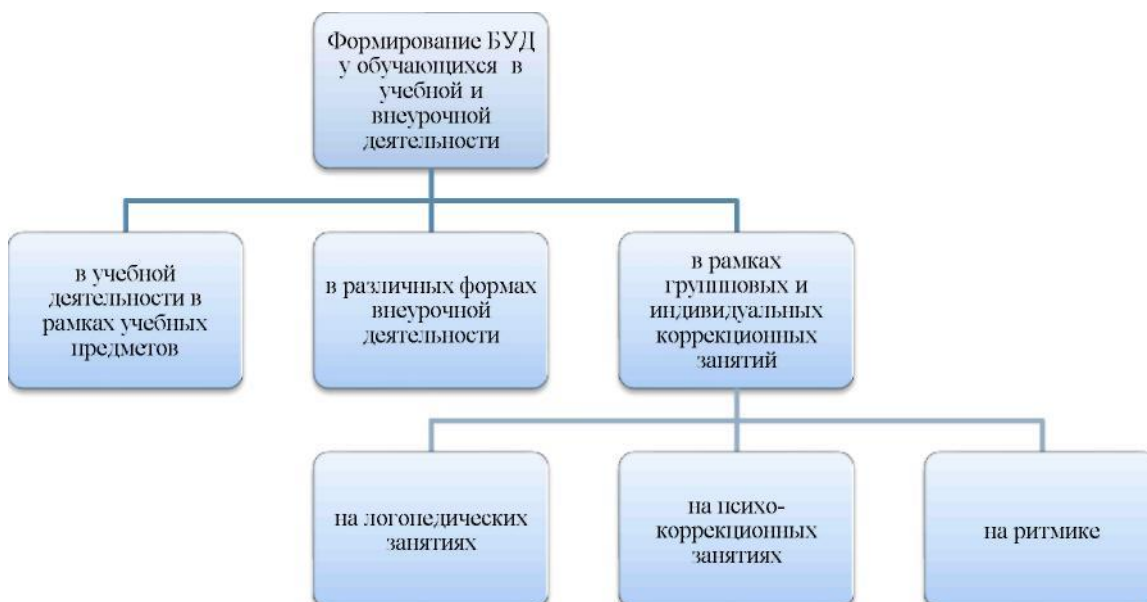 Формирование БУД
у обучающихся в
учебной и
внеурочной
деятельности
в учебной
деятельности в
рамках учебных
предметов
в различных формах
внеурочной
деятельности
в рамках
группповых и
индивидуальных
коррекционных
занятий
на логопедических
занятиях
на психо-
коррекционных
занятиях
на ритмике